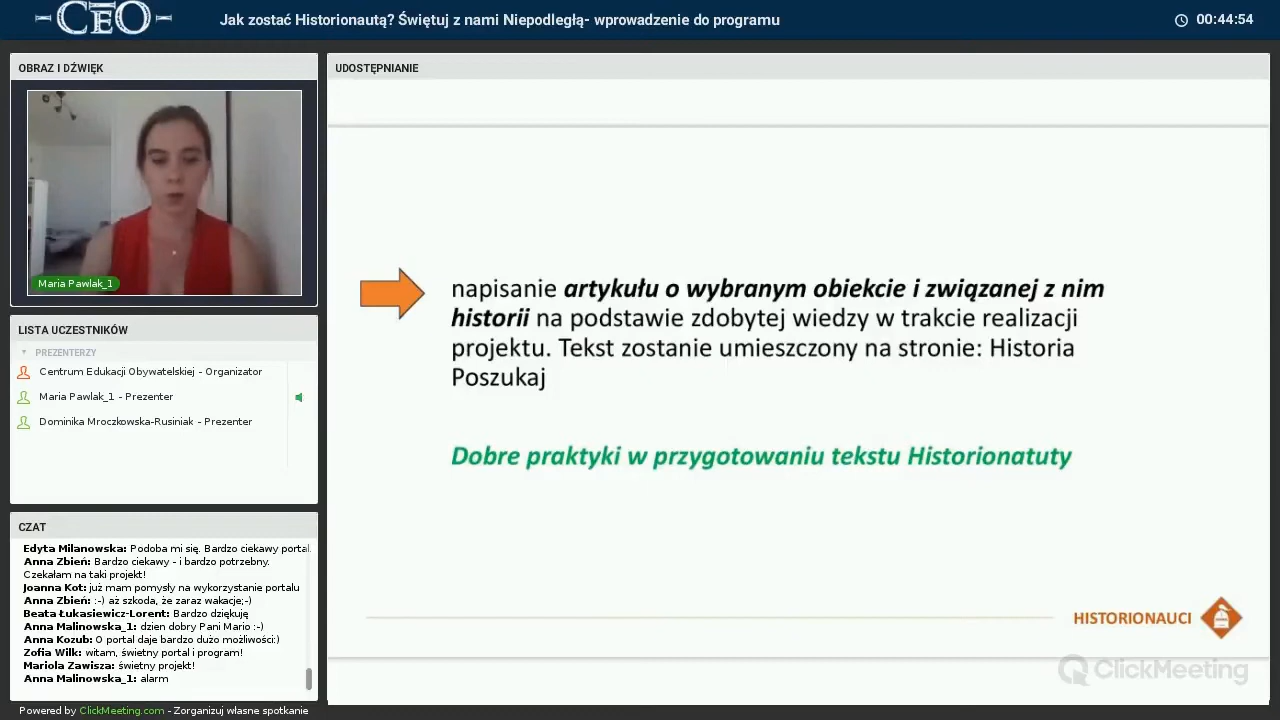 CEO
Jak zostać Historionautą? Świętuj z nami Niepodległą- wprowadzenie do programu
00:44:54
OBRAZ I DŹWIĘK
Maria Pawlak_1
LISTA UCZESTNIKÓW
PREZENTERZY
Centrum Edukacji Obywatelskiej - Organizator
Maria Pawlak_1 - Prezenter
Dominika Mroczkowska-Rusiniak - Prezenter
CZAT
Edyta Milanowska: Podoba mi się. Bardzo ciekawy portal.
Anna Zbień: Bardzo ciekawy - i bardzo potrzebny.
Czekałam na taki projekt!
Joanna Kot: już mam pomysły na wykorzystanie portalu
Anna Zbień: :-) aż szkoda, że zaraz wakacje;-)
Beata Łukasiewicz-Lorent: Bardzo dziękuję
Anna Malinowska_1: dzien dobry Pani Mario :-)
Anna Kozub: O portal daje bardzo dużo możliwości:)
Zofia Wilk: witam, świetny portal i program!
Mariola Zawisza: świetny projekt!
Anna Malinowska_1: alarm
Powered by ClickMeeting.com - Zorganizuj własne spotkanie
UDOSTĘPNIANIE
napisanie artykułu o wybranym obiekcie i związanej z nim
historii na podstawie zdobytej wiedzy w trakcie realizacji
projektu. Tekst zostanie umieszczony na stronie: Historia
Poszukaj
Dobre praktyki w przygotowaniu tekstu Historionatuty
HISTORIONAUCI
ClickMeeting